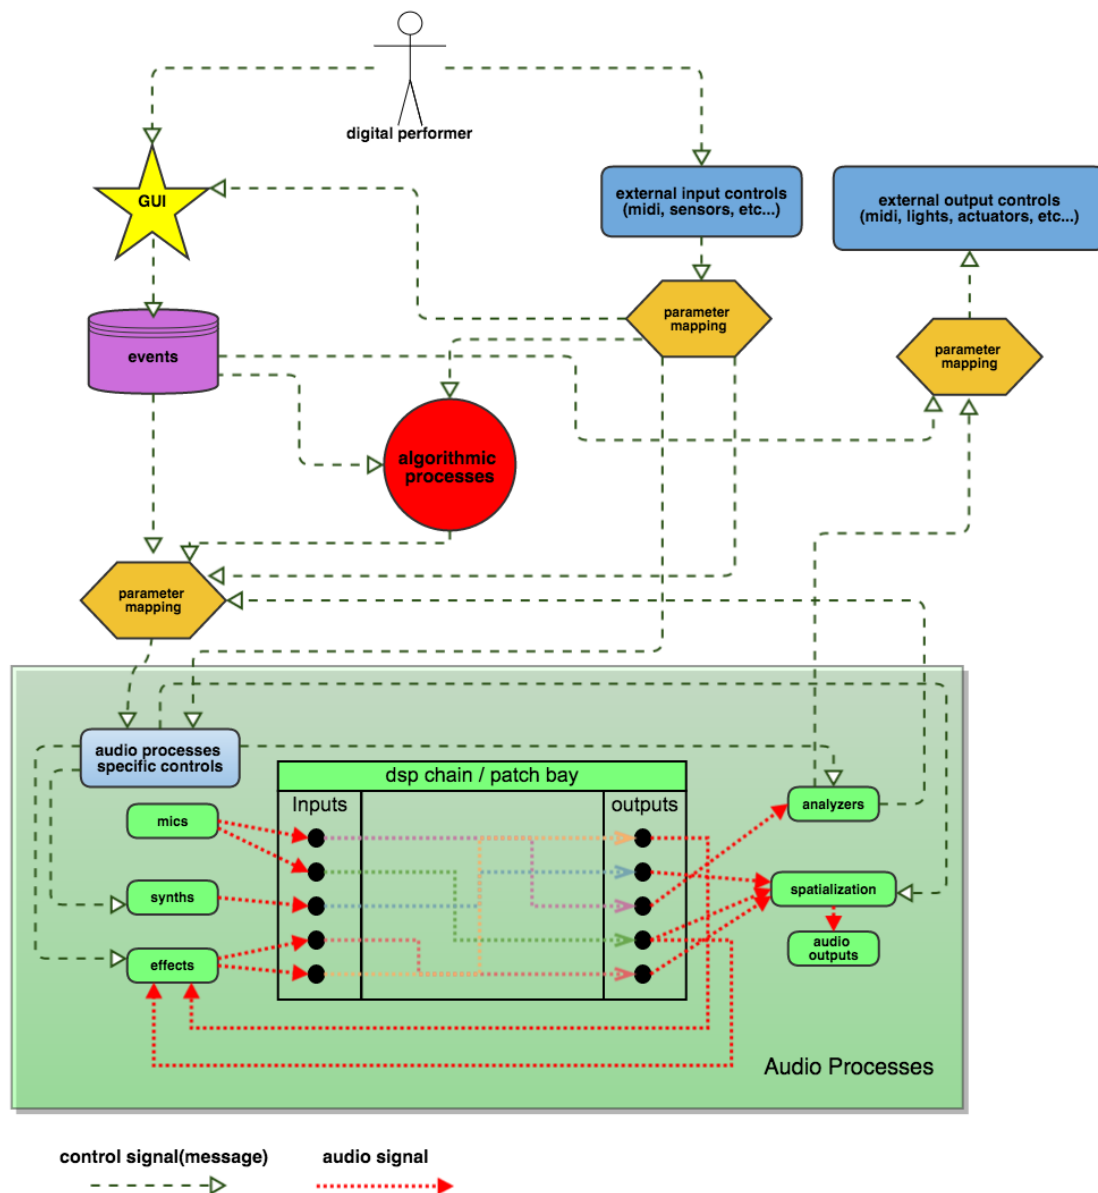 digital performer
GUI
external input controls
(midi, sensors, etc...)
external output controls
(midi, lights, actuators, etc...)
parameter
mapping
parameter
mapping
events
algorithmic
processes
parameter
mapping
audio processes
specific controls
dsp chain / patch bay
Inputs
outputs
mics
analyzers
synths
spatialization
effects
audio
outputs
Audio Processes
control signal(message)
audio signal